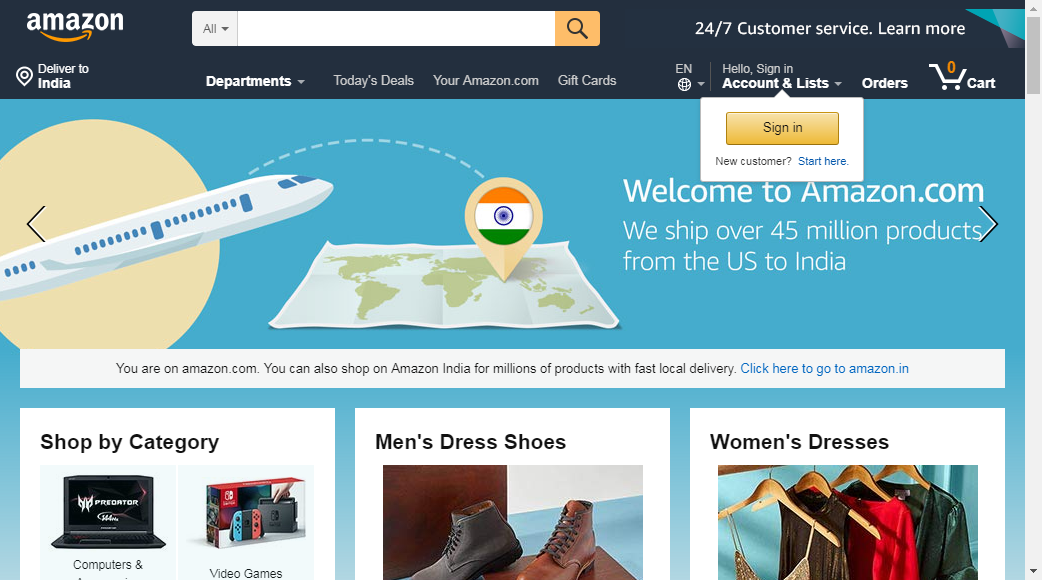 amazon
All
24/7 Customer service. Learn more
Deliver to
India
Departments
Today's Deals
Your Amazon.com
Gift Cards
EN
Hello, Sign in
Account & Lists
Orders
0
Cart
Sign in
New customer? Start here.
Welcome to Amazon.com
We ship over 45 million products
from the US to India
You are on amazon.com. You can also shop on Amazon India for millions of products with fast local delivery. Click here to go to amazon.in
Shop by Category
Men's Dress Shoes
Women's Dresses
PREDATOR
144Hz
Computers &
Video Games